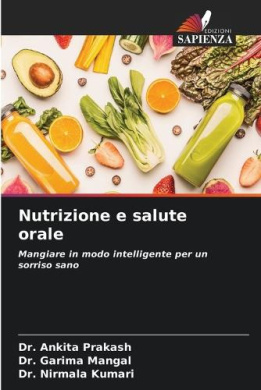 EDIZIONI
SAPIENZA
Nutrizione e salute
orale
Mangiare in modo intelligente per un
sorriso sano
Dr. Ankita Prakash
Dr. Garima Mangal
Dr. Nirmala Kumari